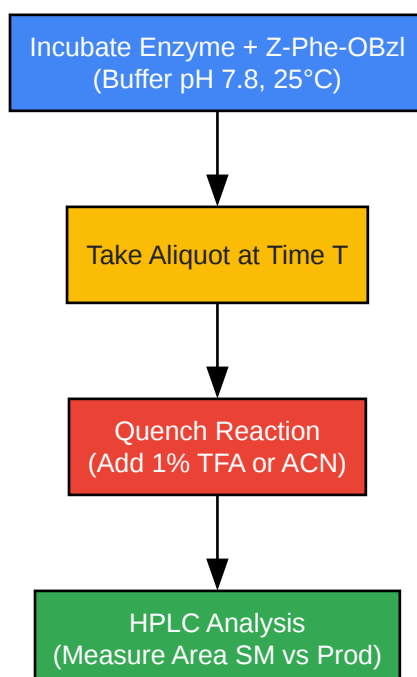 Incubate Enzyme + Z-Phe-OBzl
(Buffer pH 7.8, 25°C)
Take Aliquot at Time T
Quench Reaction
(Add 1% TFA or ACN)
HPLC Analysis
(Measure Area SM vs Prod)